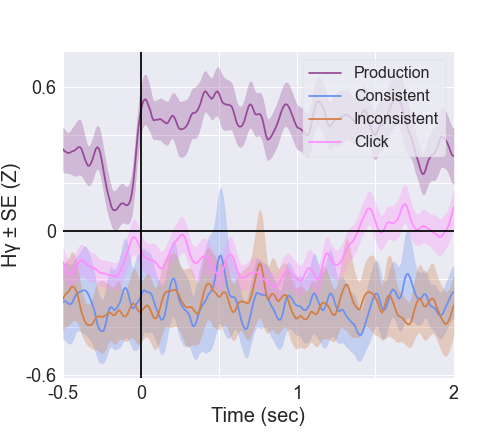 Production
Consistent
Inconsistent
Click
0.6
0
-0.6
Hγ ± SE (Z)
-0.5
0
1
2
Time (sec)